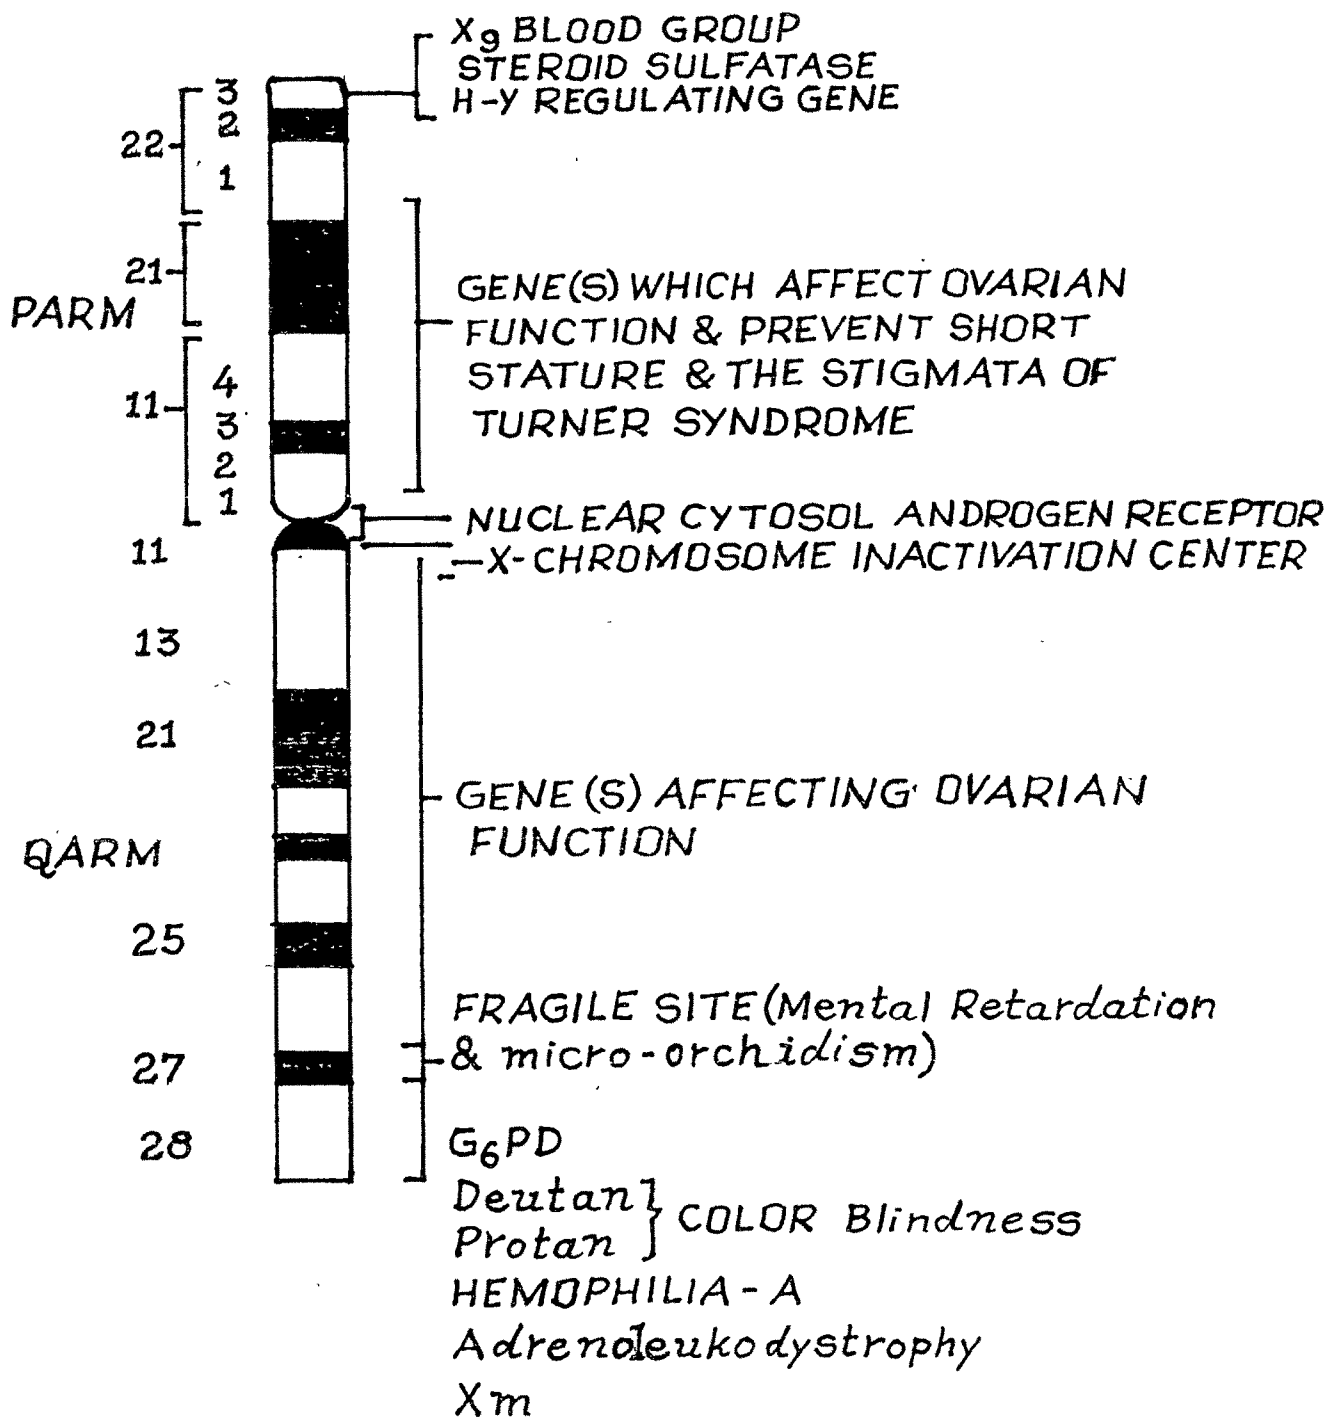 Xg BLOOD GROUP
STEROID SULFATASE
H-Y REGULATING GENE
3
2
22
1
21
PARM
GENE(S) WHICH AFFECT OVARIAN
FUNCTION & PREVENT SHORT
STATURE & THE STIGMATA OF
TURNER SYNDROME
4
11
3
2
1
NUCLEAR CYTOSOL ANDROGEN RECEPTOR
11
X-CHROMOSOME INACTIVATION CENTER
13
21
GENE(S) AFFECTING OVARIAN
FUNCTION
QARM
25
FRAGILE SITE (Mental Retardation
& micro-orchidism)
27
28
G6PD
Deutan
Protan
COLOR Blindness
HEMOPHILIA-A
Adrenoleukodystrophy
Xm